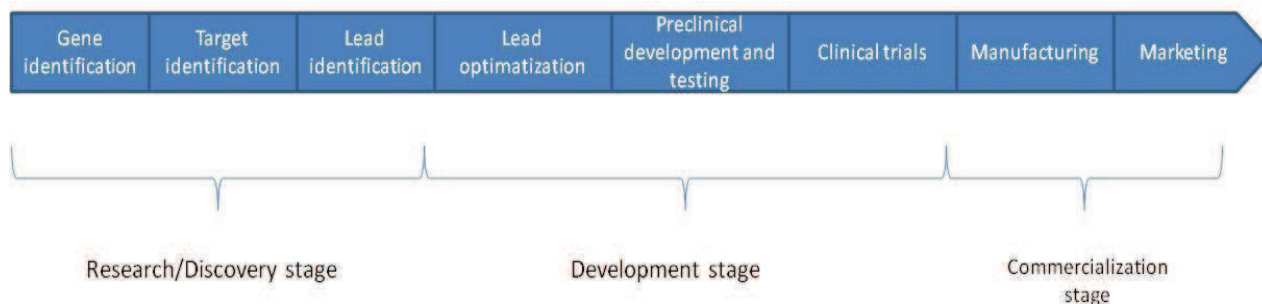 Gene
identification
Target
identification
Lead
identification
Lead
optimatization
Preclinical
development and
testing
Clinical trials
Manufacturing
Marketing
Research/Discovery stage
Development stage
Commercialization
stage